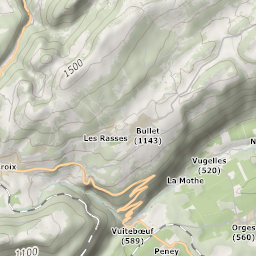 1500
Bullet
(1143)
Les Rasses
N
Vugelles
(520)
roix
La Mothe
Vuitebœuf
(589)
Orges
(560)
1100
Peney